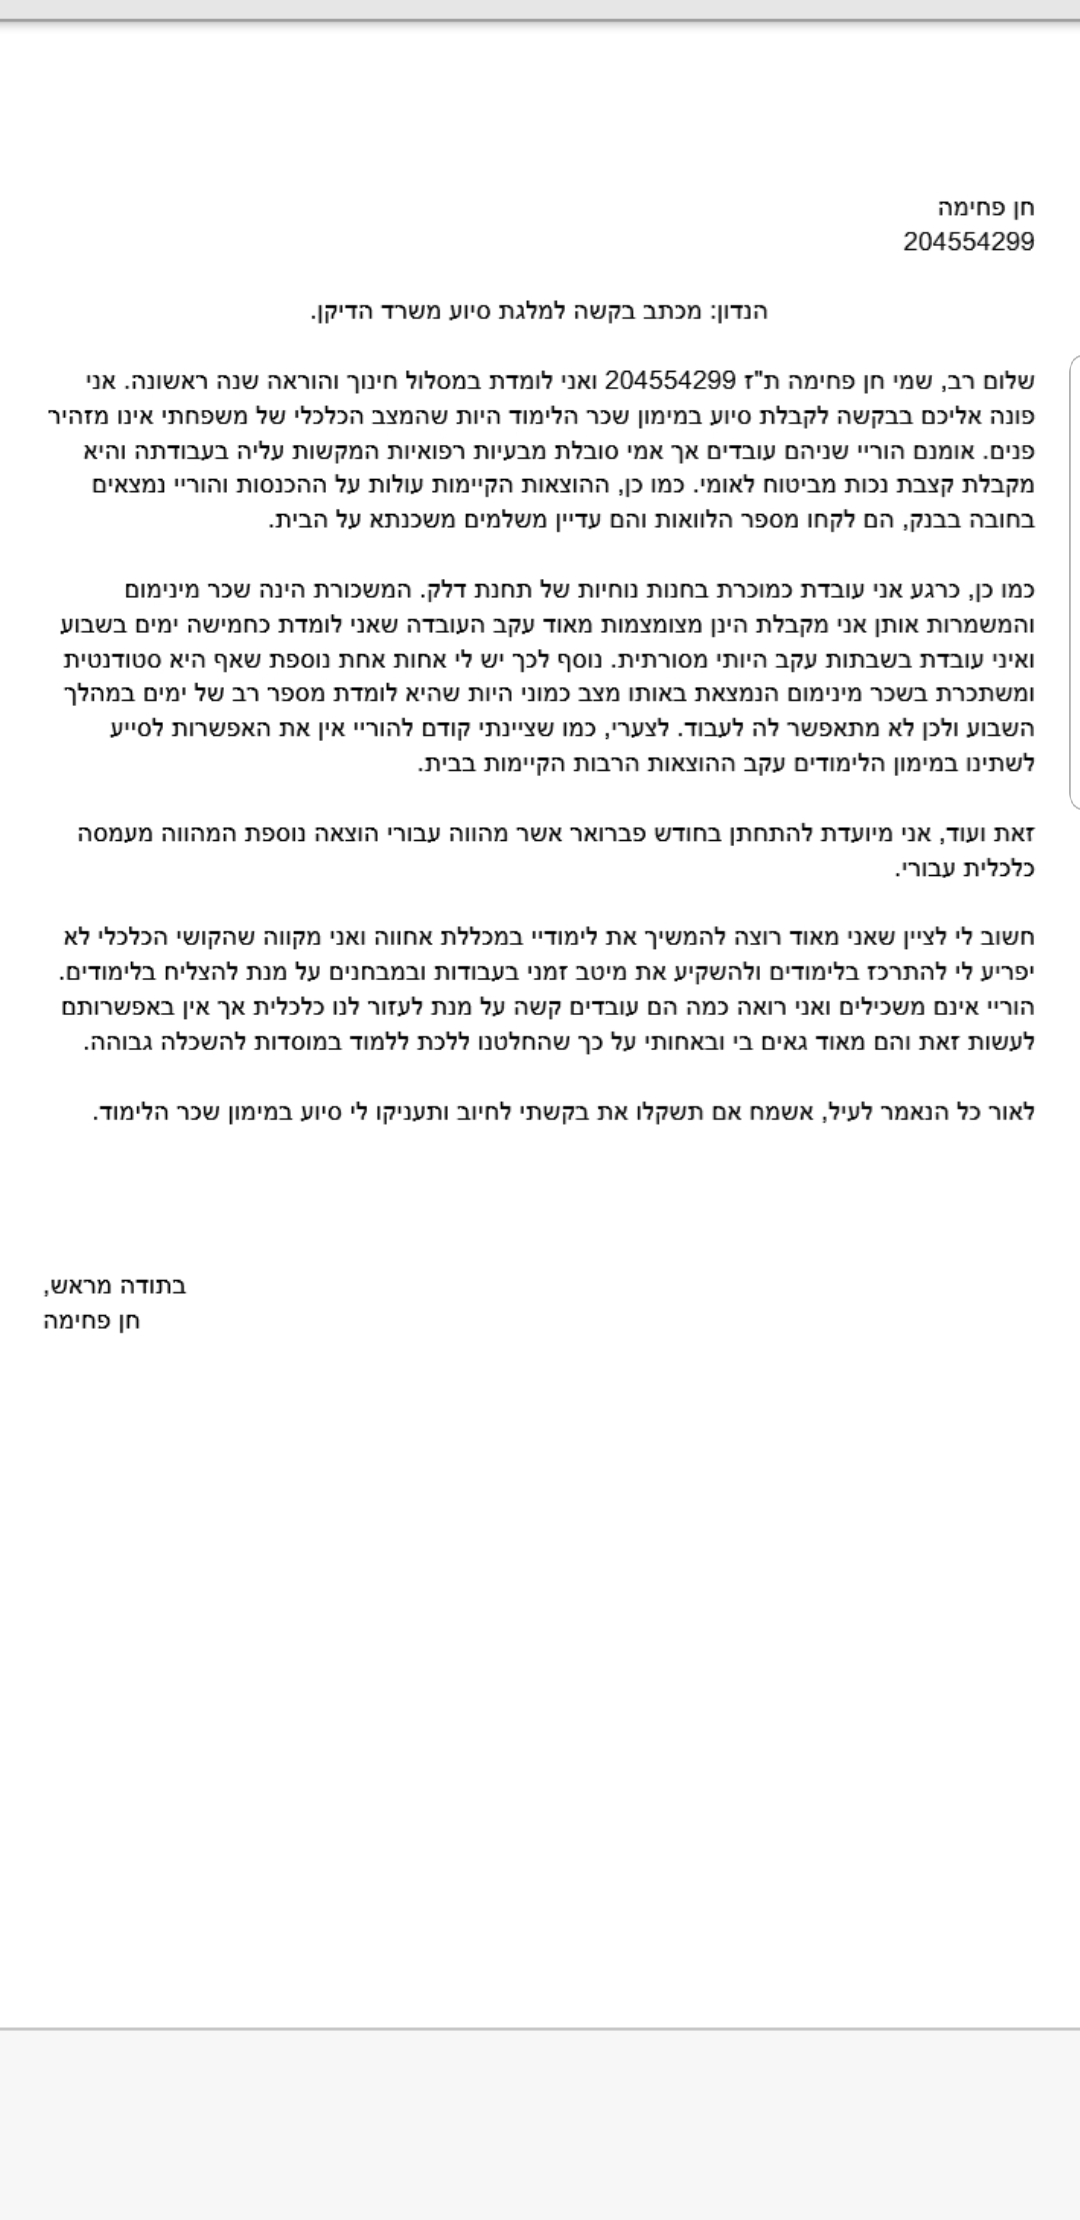 חן פחימה
204554299
הנדון: מכתב בקשה למלגת סיוע משרד הדיקן.
שלום רב, שמי חן פחימה ת"ז 204554299 ואני לומדת במסלול חינוך והוראה שנה ראשונה. אני
פונה אליכם בבקשה לקבלת סיוע במימון שכר הלימוד היות שהמצב הכלכלי של משפחתי אינו מזהיר
פנים. אומנם הוריי שניהם עובדים אך אמי סובלת מבעיות רפואיות המקשות עליה בעבודתה והיא
מקבלת קצבת נכות מביטוח לאומי. כמו כן, ההוצאות הקיימות עולות על ההכנסות והוריי נמצאים
בחובה בבנק, הם לקחו מספר הלוואות והם עדיין משלמים משכנתא על הבית.
כמו כן, כרגע אני עובדת כמוכרת בחנות נוחיות של תחנת דלק. המשכורת הינה שכר מינימום
והמשמרות אותן אני מקבלת הינן מצומצמות מאוד עקב העובדה שאני לומדת כחמישה ימים בשבוע
ואיני עובדת בשבתות עקב היותי מסורתית. נוסף לכך יש לי אחות אחת נוספת שאף היא סטודנטית
ומשתכרת בשכר מינימום הנמצאת באותו מצב כמוני היות שהיא לומדת מספר רב של ימים במהלך
השבוע ולכן לא מתאפשר לה לעבוד. לצערי, כמו שציינתי קודם להוריי אין את האפשרות לסייע
לשתינו במימון הלימודים עקב ההוצאות הרבות הקיימות בבית.
זאת ועוד, אני מיועדת להתחתן בחודש פברואר אשר מהווה עבורי הוצאה נוספת המהווה מעמסה
כלכלית עבורי.
חשוב לי לציין שאני מאוד רוצה להמשיך את לימודיי במכללת אחווה ואני מקווה שהקושי הכלכלי לא
יפריע לי להתרכז בלימודים ולהשקיע את מיטב זמני בעבודות ובמבחנים על מנת להצליח בלימודים.
הוריי אינם משכילים ואני רואה כמה הם עובדים קשה על מנת לעזור לנו כלכלית אך אין באפשרותם
לעשות זאת והם מאוד גאים בי ובאחותי על כך שהחלטנו ללכת ללמוד במוסדות להשכלה גבוהה.
לאור כל הנאמר לעיל, אשמח אם תשקלו את בקשתי לחיוב ותעניקו לי סיוע במימון שכר הלימוד.
בתודה מראש,
חן פחימה